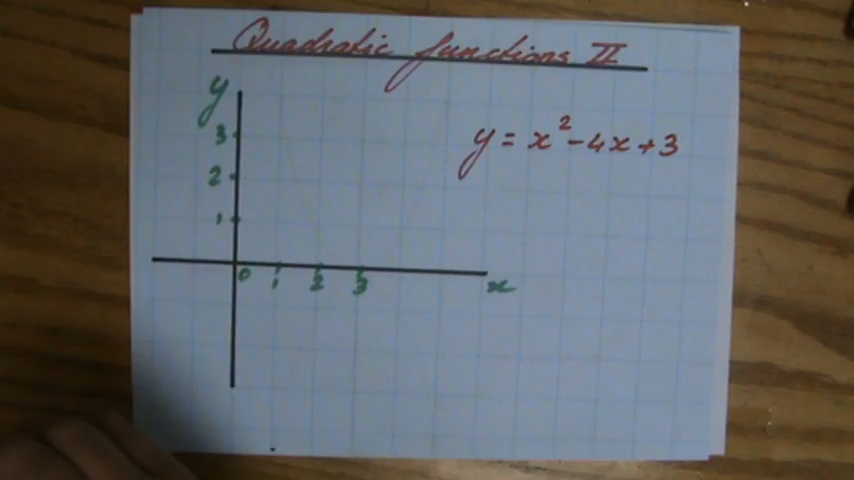 Quadratic functions II
y
y = x² - 4x + 3
3
2
1
0 1 2 3 x